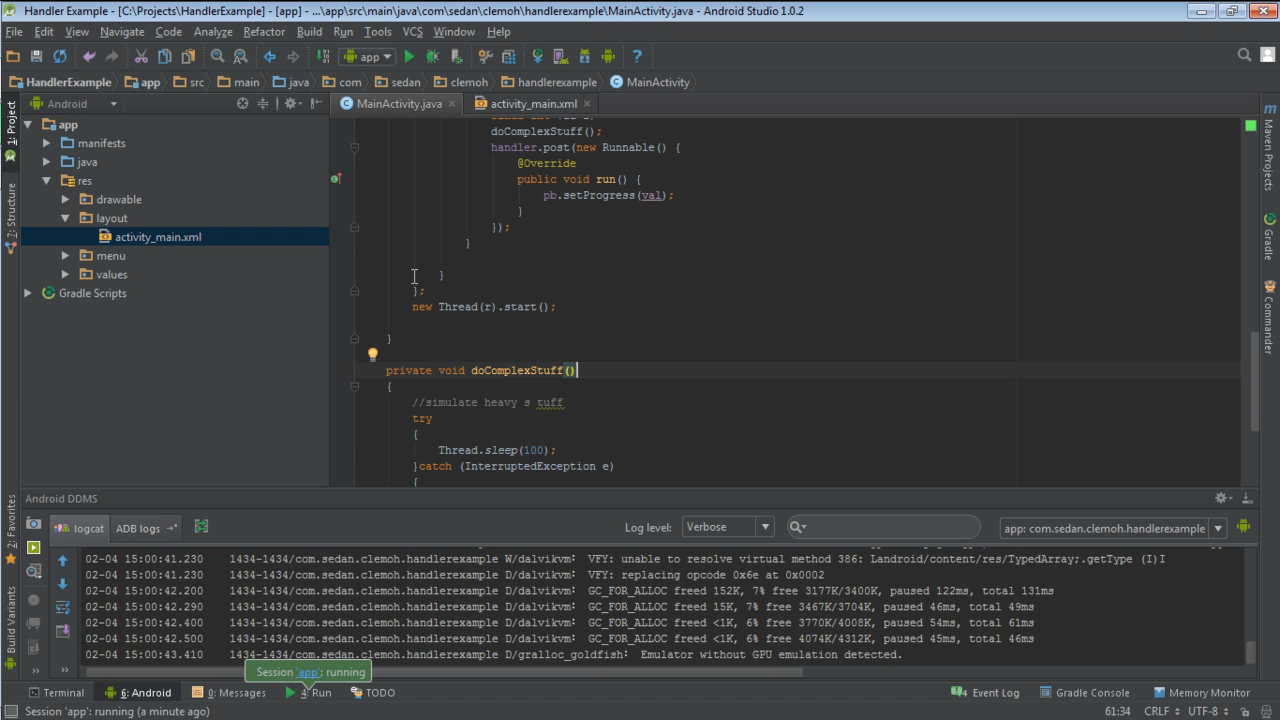 Handler Example - [C:\Projects\HandlerExample] - [app] - ...\app\src\main\java\com\sedan\clemoh\handlerexample\MainActivity.java - Android Studio 1.0.2
File Edit View Navigate Code Analyze Refactor Build Run Tools VCS Window Help
app
HandlerExample app src main java com sedan clemoh handlerexample MainActivity
Android
MainActivity.java
activity_main.xml
1: Project
7: Structure
2: Favorites
Build Variants
app
manifests
java
res
drawable
layout
activity_main.xml
menu
values
Gradle Scripts
doComplexStuff();
handler.post(new Runnable() {
@Override
public void run() {
pb.setProgress(val);
}
});
}
}
};
new Thread(r).start();
}
private void doComplexStuff()
{
//simulate heavy s tuff
try
{
Thread.sleep(100);
}catch (InterruptedException e)
{
Maven Projects
Gradle
Commander
Android DDMS
logcat
ADB logs
Log level:
Verbose
app: com.sedan.clemoh.handlerexample
02-04 15:00:41.230 1434-1434/com.sedan.clemoh.handlerexample W/dalvikvm: VFY: unable to resolve virtual method 386: Landroid/content/res/TypedArray;.getType (I)I
02-04 15:00:41.230 1434-1434/com.sedan.clemoh.handlerexample D/dalvikvm: VFY: replacing opcode 0x6e at 0x0002
02-04 15:00:42.200 1434-1434/com.sedan.clemoh.handlerexample D/dalvikvm: GC_FOR_ALLOC freed 152K, 7% free 3177K/3400K, paused 122ms, total 131ms
02-04 15:00:42.290 1434-1434/com.sedan.clemoh.handlerexample D/dalvikvm: GC_FOR_ALLOC freed 15K, 7% free 3467K/3704K, paused 46ms, total 49ms
02-04 15:00:42.400 1434-1434/com.sedan.clemoh.handlerexample D/dalvikvm: GC_FOR_ALLOC freed <1K, 6% free 3770K/4008K, paused 54ms, total 61ms
02-04 15:00:42.500 1434-1434/com.sedan.clemoh.handlerexample D/dalvikvm: GC_FOR_ALLOC freed <1K, 6% free 4074K/4312K, paused 45ms, total 46ms
02-04 15:00:43.410 1434-1434/com.sedan.clemoh.handlerexample D/gralloc_goldfish: Emulator without GPU emulation detected.
Session 'app': running
Terminal 6: Android 0: Messages 4: Run TODO Event Log Gradle Console Memory Monitor
Session 'app': running (a minute ago) 61:34 CRLF UTF-8